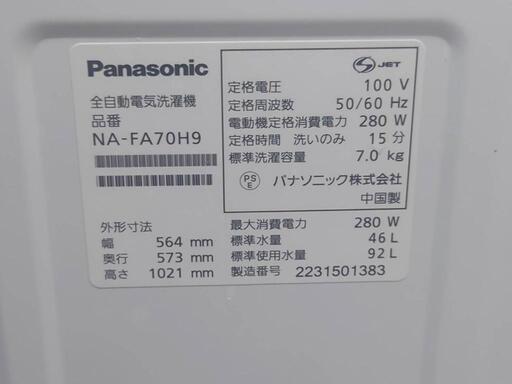 Panasonic
全自動電気洗濯機
品番
NA-FA70H9
S JET
定格電圧 100 V
定格周波数 50/60 Hz
電動機定格消費電力 280 W
定格時間 洗いのみ 15 分
標準洗濯容量 7.0 kg
PSE パナソニック株式会社
中国製
外形寸法
幅 564 mm
奥行 573 mm
高さ 1021 mm
最大消費電力 280 W
標準水量 46 L
標準使用水量 92 L
製造番号 2231501383